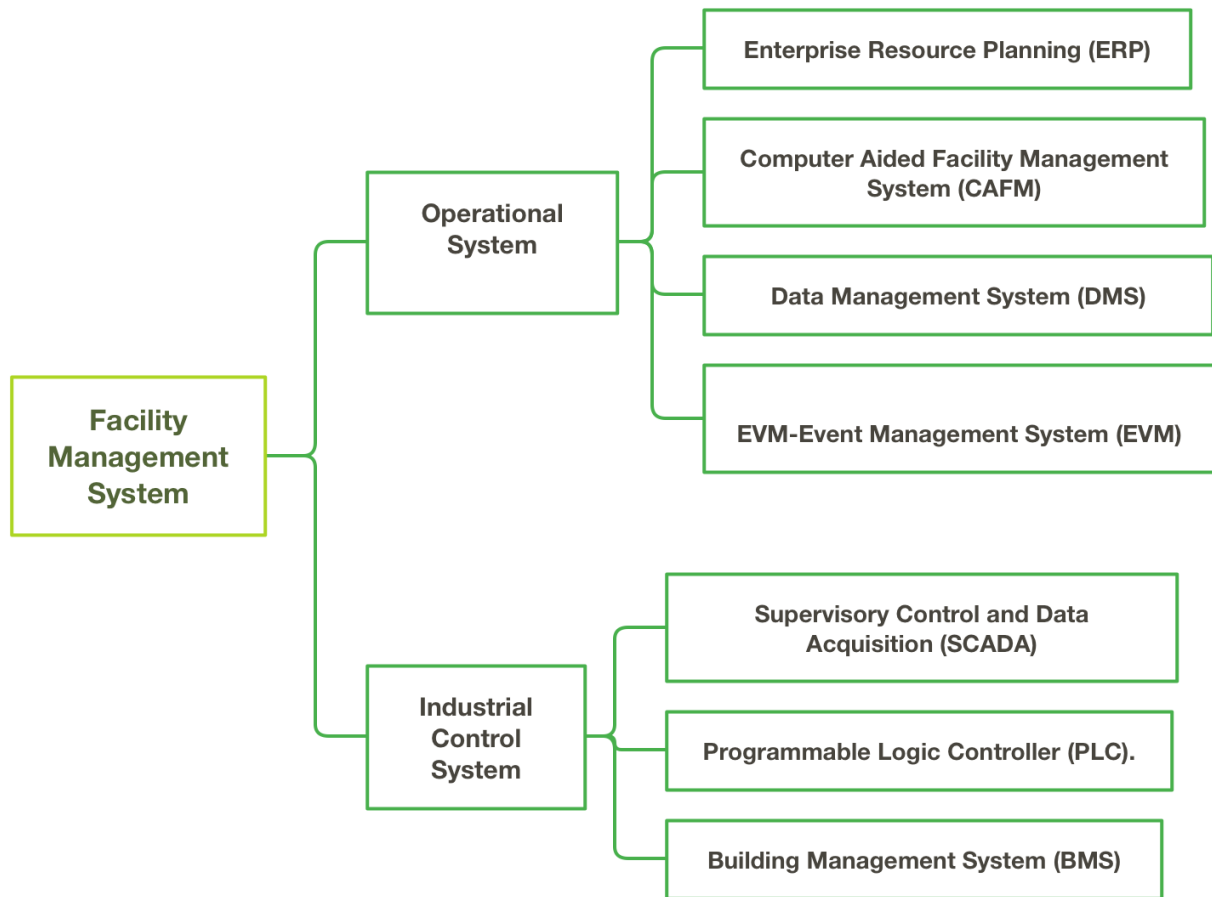 Enterprise Resource Planning (ERP)
Computer Aided Facility Management
System (CAFM)
Operational
System
Data Management System (DMS)
Facility
Management
System
EVM-Event Management System (EVM)
Supervisory Control and Data
Acquisition (SCADA)
Industrial
Control
System
Programmable Logic Controller (PLC).
Building Management System (BMS)